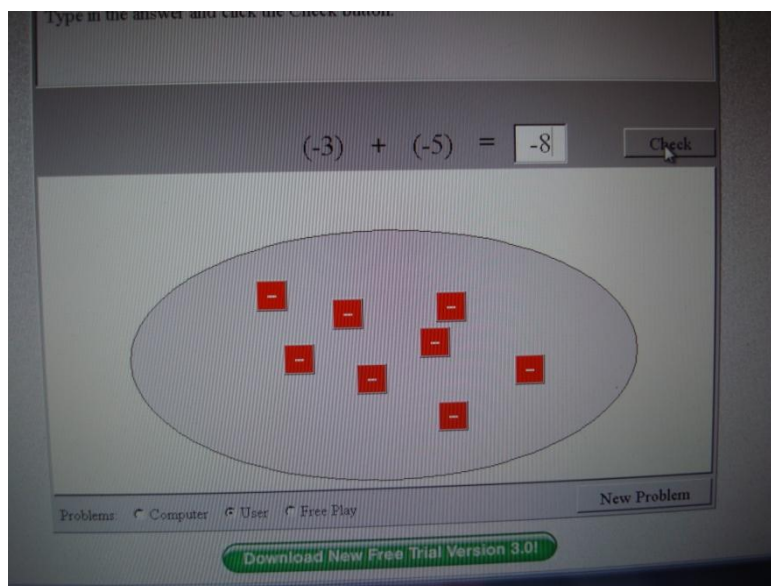 Type in the answer and click the Check button.
(-3) + (-5) = -8 Check
-
-
-
-
-
-
-
-
Problems: Computer User Free Play New Problem
Download New Free Trial Version 3.0!